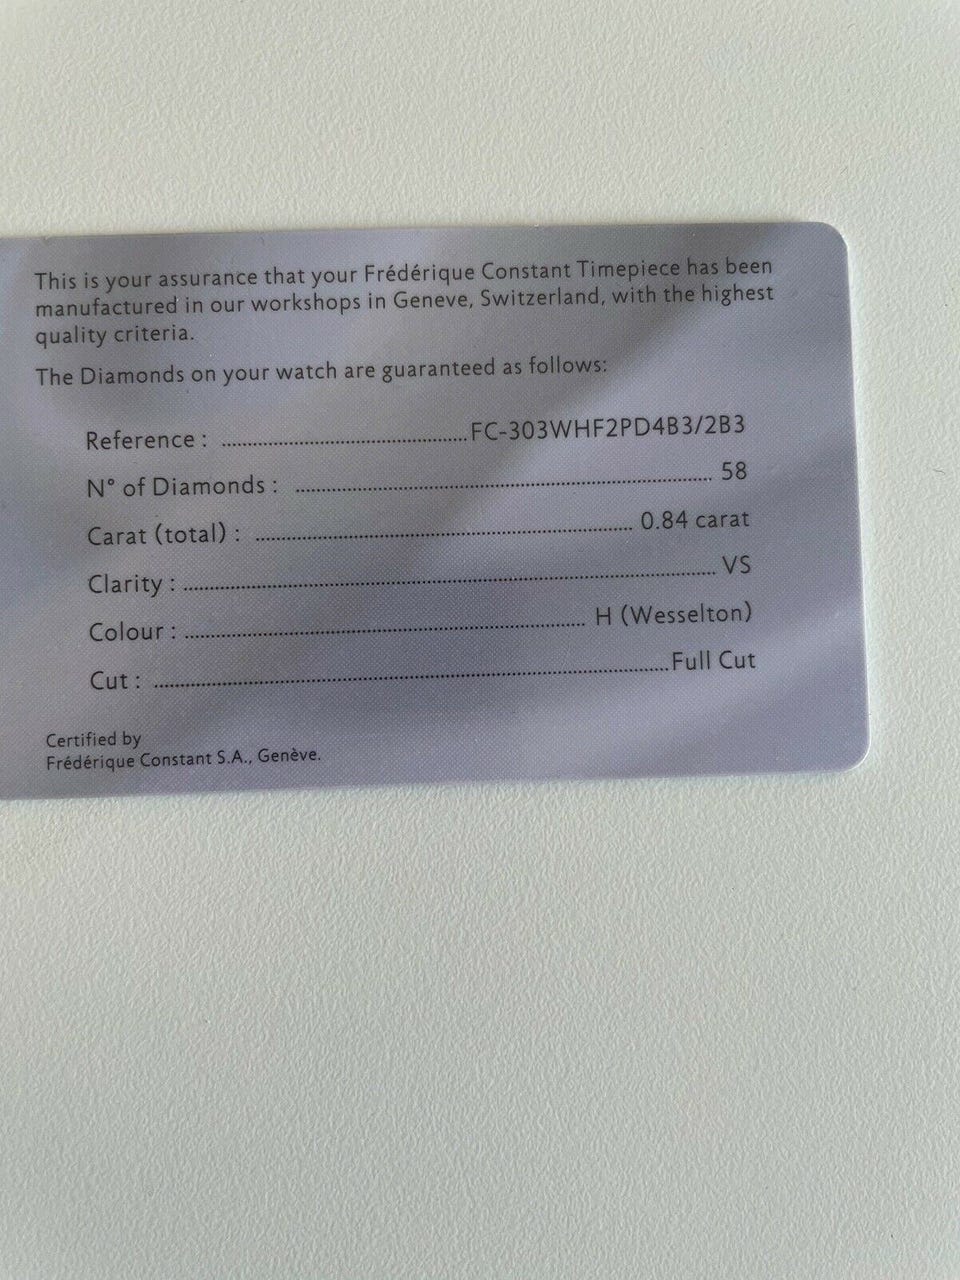 This is your assurance that your Frédérique Constant Timepiece has been
manufactured in our workshops in Geneve, Switzerland, with the highest
quality criteria.
The Diamonds on your watch are guaranteed as follows:
Reference : ........................................ FC-303WHF2PD4B3/2B3
N° of Diamonds : ........................................ 58
Carat (total) : ........................................ 0.84 carat
Clarity : ........................................ VS
Colour : ........................................ H (Wesselton)
Cut : ........................................ Full Cut
Certified by
Frédérique Constant S.A., Genève.